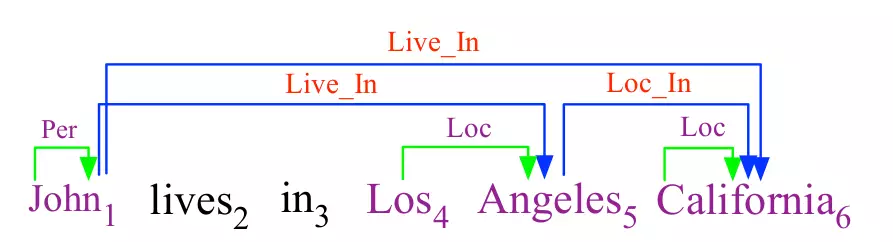 Live_In
Live_In Loc_In
Per Loc Loc
John1 lives2 in3 Los4 Angeles5 California6